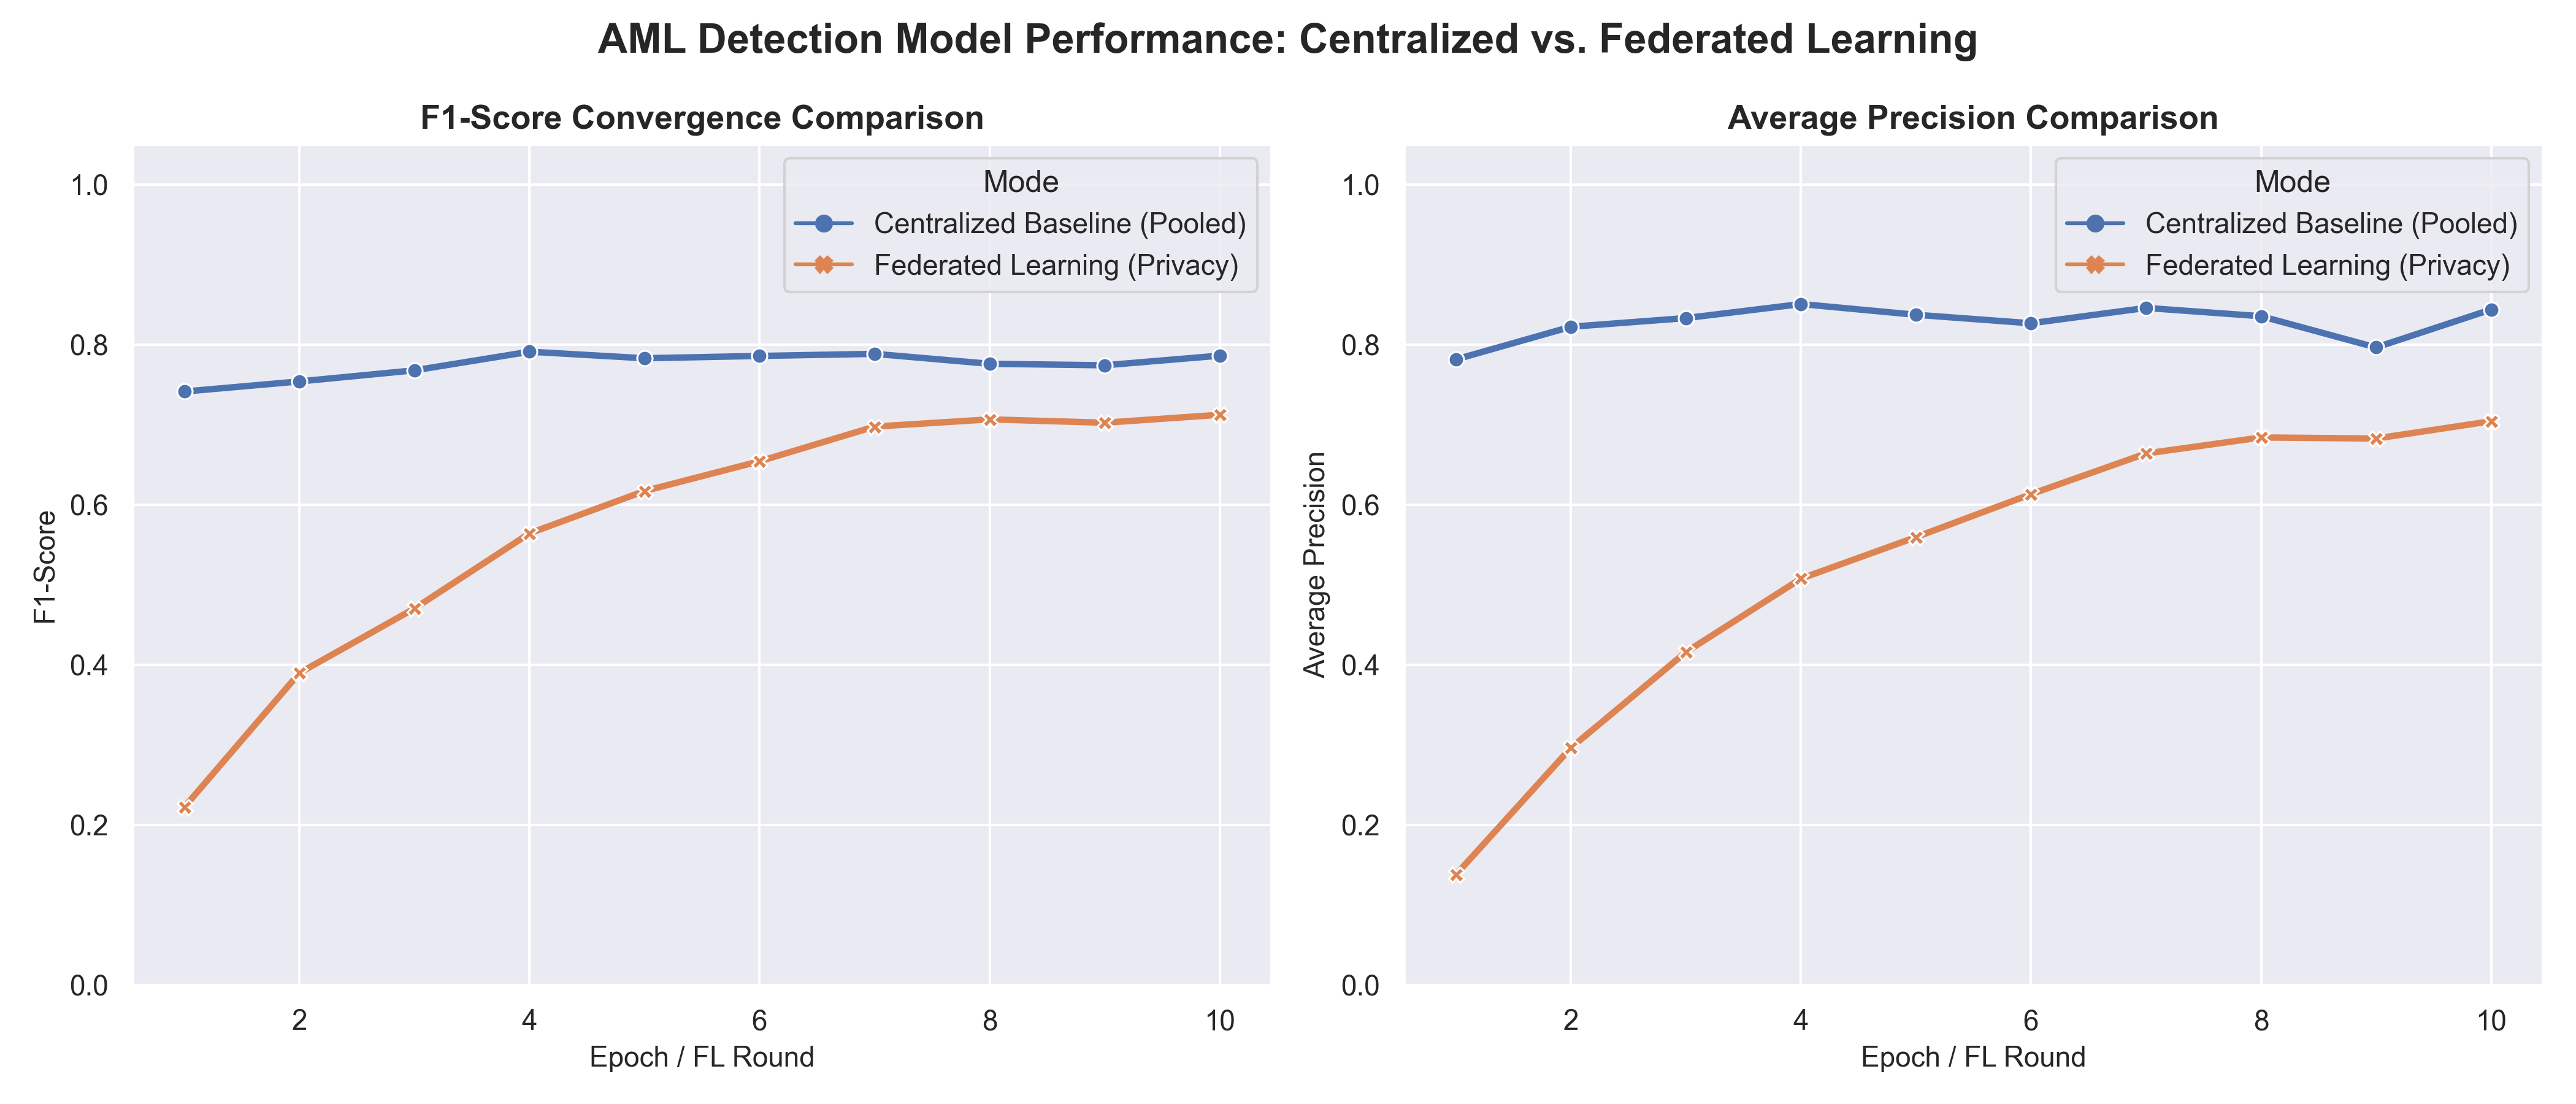 AML Detection Model Performance: Centralized vs. Federated Learning
F1-Score Convergence Comparison
1.0
0.8
0.6
0.4
0.2
0.0
F1-Score
Mode
Centralized Baseline (Pooled)
Federated Learning (Privacy)
2
4
6
8
10
Epoch / FL Round
Average Precision Comparison
1.0
0.8
0.6
0.4
0.2
0.0
Average Precision
Mode
Centralized Baseline (Pooled)
Federated Learning (Privacy)
2
4
6
8
10
Epoch / FL Round